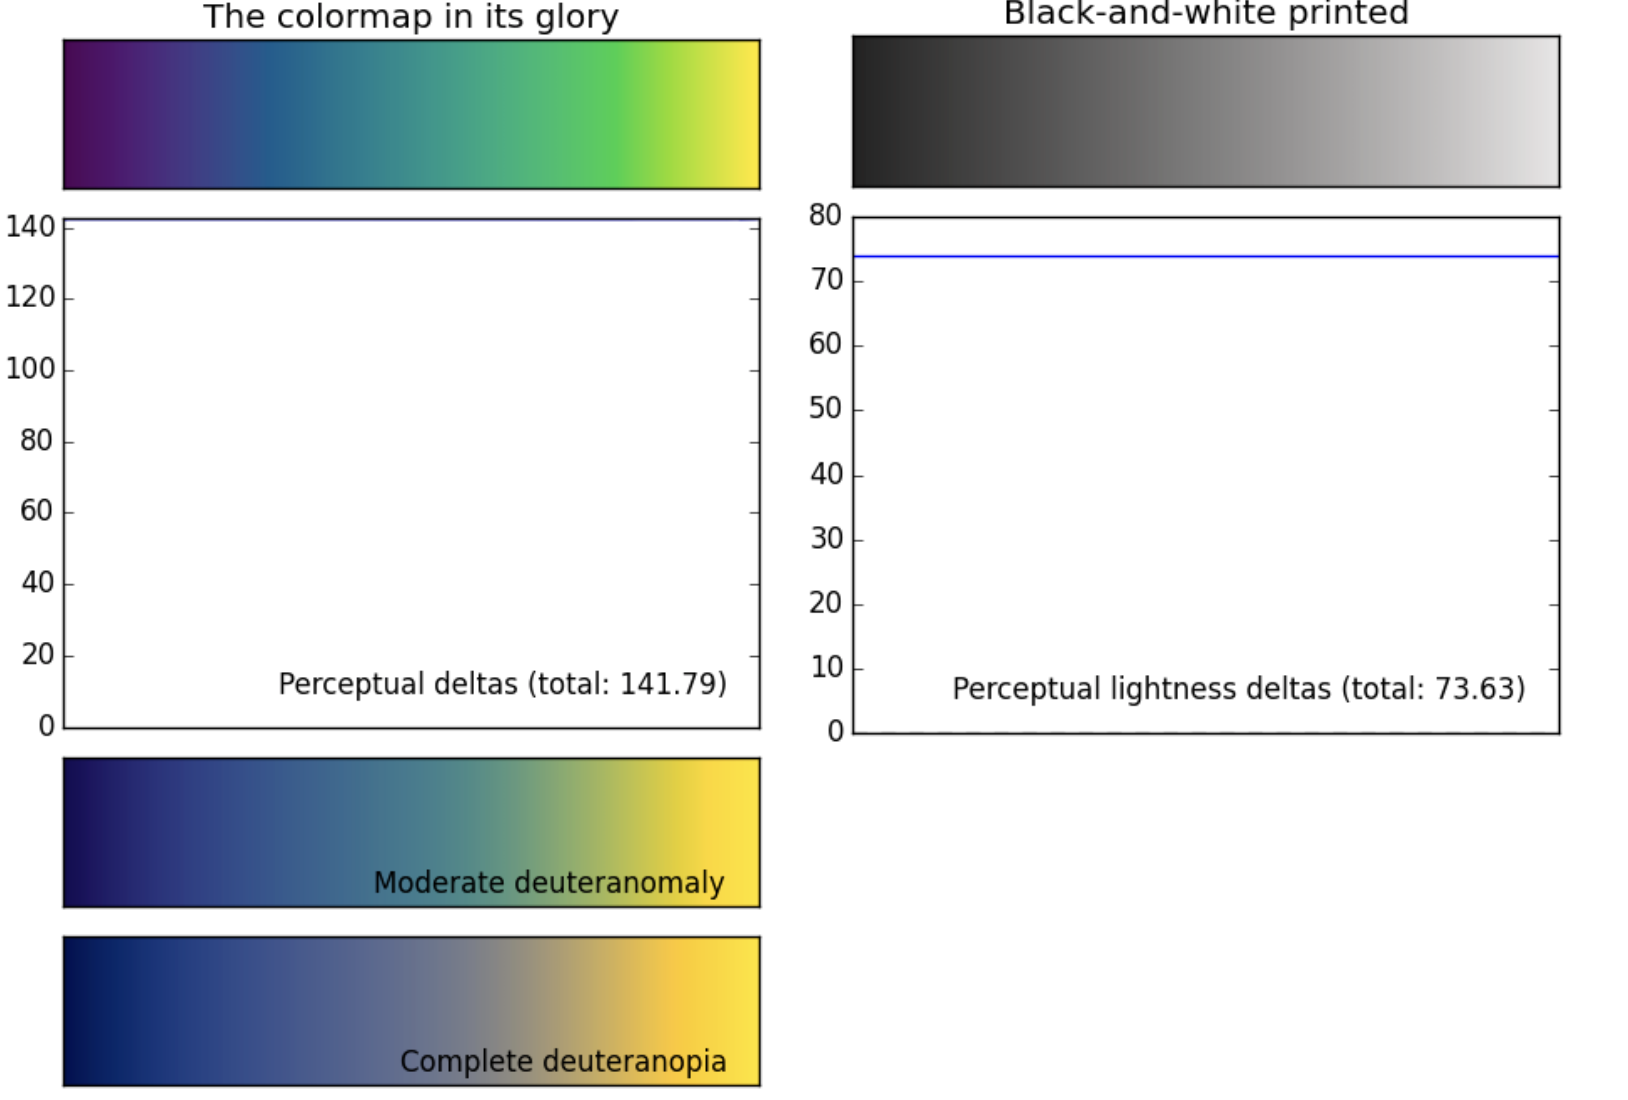 The colormap in its glory
140
120
100
80
60
40
20
0
Perceptual deltas (total: 141.79)
Moderate deuteranomaly
Complete deuteranopia
Black-and-white printed
80
70
60
50
40
30
20
10
0
Perceptual lightness deltas (total: 73.63)